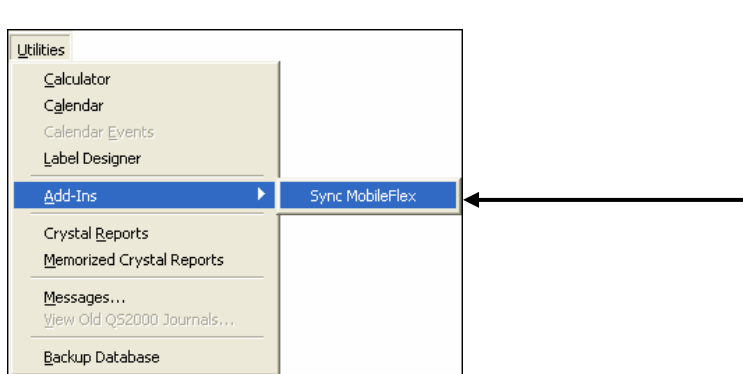 Utilities
Calculator
Calendar
Calendar Events
Label Designer
Add-Ins Sync MobileFlex
Crystal Reports
Memorized Crystal Reports
Messages...
View Old QS2000 Journals...
Backup Database